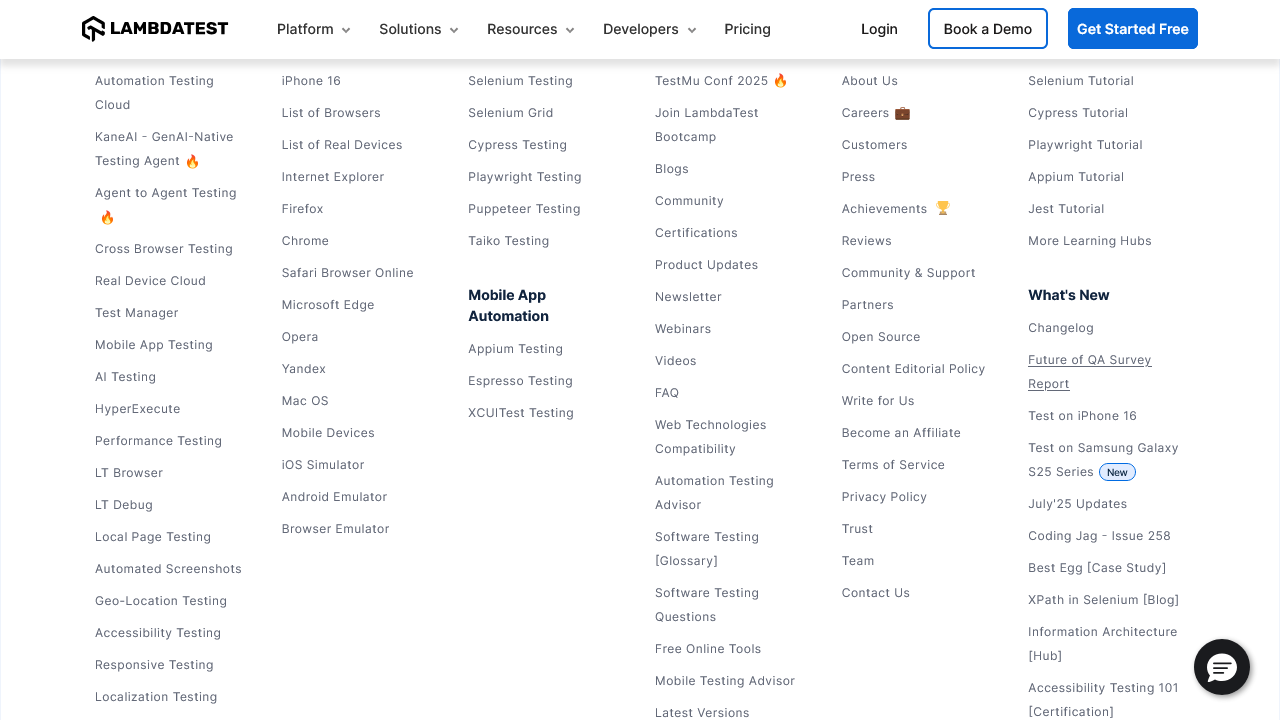 LAMBDATEST
Platform
Solutions
Resources
Developers
Pricing
Login
Book a Demo
Get Started Free
Automation Testing
Cloud
KaneAI - GenAI-Native
Testing Agent 🔥
Agent to Agent Testing
🔥
Cross Browser Testing
Real Device Cloud
Test Manager
Mobile App Testing
AI Testing
HyperExecute
Performance Testing
LT Browser
LT Debug
Local Page Testing
Automated Screenshots
Geo-Location Testing
Accessibility Testing
Responsive Testing
Localization Testing
iPhone 16
List of Browsers
List of Real Devices
Internet Explorer
Firefox
Chrome
Safari Browser Online
Microsoft Edge
Opera
Yandex
Mac OS
Mobile Devices
iOS Simulator
Android Emulator
Browser Emulator
Selenium Testing
Selenium Grid
Cypress Testing
Playwright Testing
Puppeteer Testing
Taiko Testing
Mobile App
Automation
Appium Testing
Espresso Testing
XCUITest Testing
TestMu Conf 2025 🔥
Join LambdaTest
Bootcamp
Blogs
Community
Certifications
Product Updates
Newsletter
Webinars
Videos
FAQ
Web Technologies
Compatibility
Automation Testing
Advisor
Software Testing
[Glossary]
Software Testing
Questions
Free Online Tools
Mobile Testing Advisor
Latest Versions
About Us
Careers 💼
Customers
Press
Achievements 🏆
Reviews
Community & Support
Partners
Open Source
Content Editorial Policy
Write for Us
Become an Affiliate
Terms of Service
Privacy Policy
Trust
Team
Contact Us
Selenium Tutorial
Cypress Tutorial
Playwright Tutorial
Appium Tutorial
Jest Tutorial
More Learning Hubs
What's New
Changelog
Future of QA Survey
Report
Test on iPhone 16
Test on Samsung Galaxy
S25 Series New
July'25 Updates
Coding Jag - Issue 258
Best Egg [Case Study]
XPath in Selenium [Blog]
Information Architecture
[Hub]
Accessibility Testing 101
[Certification]